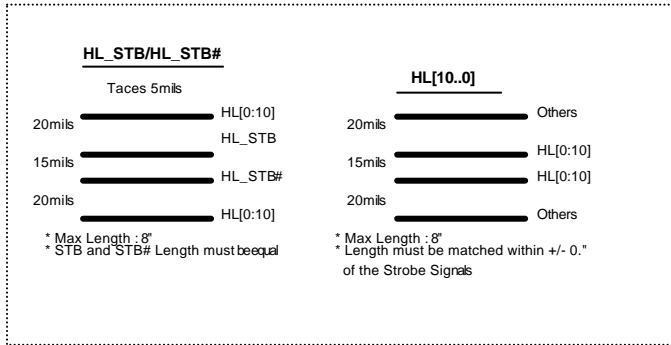 HL_STB/HL_STB#
Taces 5mils
HL[0:10]
20mils
HL_STB
15mils
HL_STB#
20mils
HL[0:10]
* Max Length : 8"
* STB and STB# Length must beequal
HL[10..0]
Others
20mils
HL[0:10]
15mils
HL[0:10]
20mils
Others
* Max Length : 8"
* Length must be matched within +/- 0."
of the Strobe Signals